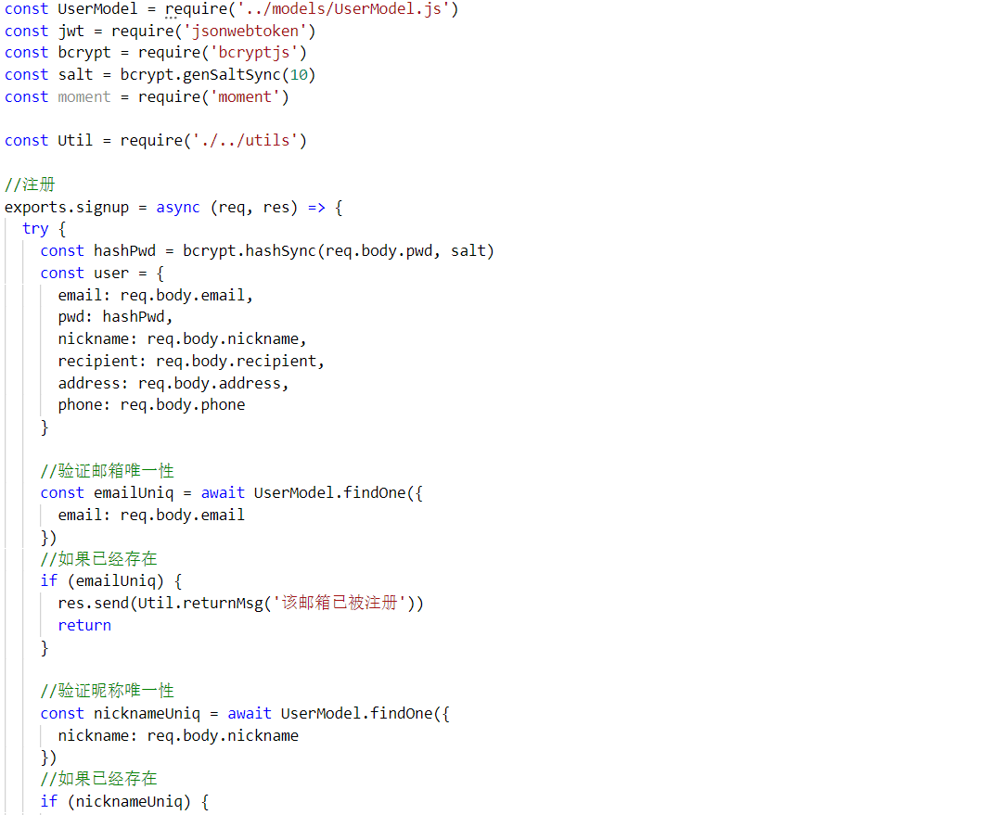 const UserModel = require('../models/UserModel.js')
const jwt = require('jsonwebtoken')
const bcrypt = require('bcryptjs')
const salt = bcrypt.genSaltSync(10)
const moment = require('moment')

const Util = require('./../utils')

//注册
exports.signup = async (req, res) => {
  try {
    const hashPwd = bcrypt.hashSync(req.body.pwd, salt)
    const user = {
      email: req.body.email,
      pwd: hashPwd,
      nickname: req.body.nickname,
      recipient: req.body.recipient,
      address: req.body.address,
      phone: req.body.phone
    }

    //验证邮箱唯一性
    const emailUniq = await UserModel.findOne({
      email: req.body.email
    })
    //如果已经存在
    if (emailUniq) {
      res.send(Util.returnMsg('该邮箱已被注册'))
      return
    }

    //验证昵称唯一性
    const nicknameUniq = await UserModel.findOne({
      nickname: req.body.nickname
    })
    //如果已经存在
    if (nicknameUniq) {